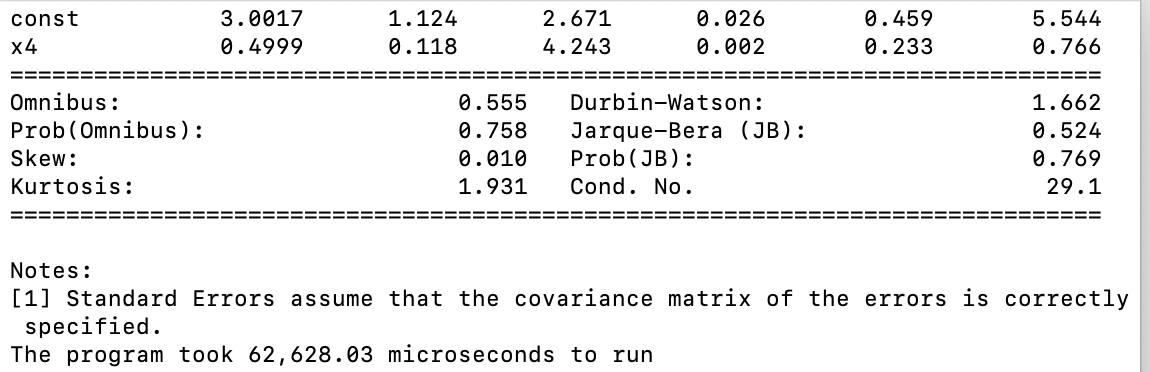 const 3.0017 1.124 2.671 0.026 0.459 5.544
x4 0.4999 0.118 4.243 0.002 0.233 0.766
==============================================================================
Omnibus: 0.555 Durbin-Watson: 1.662
Prob(Omnibus): 0.758 Jarque-Bera (JB): 0.524
Skew: 0.010 Prob(JB): 0.769
Kurtosis: 1.931 Cond. No. 29.1
==============================================================================
Notes:
[1] Standard Errors assume that the covariance matrix of the errors is correctly
specified.
The program took 62,628.03 microseconds to run